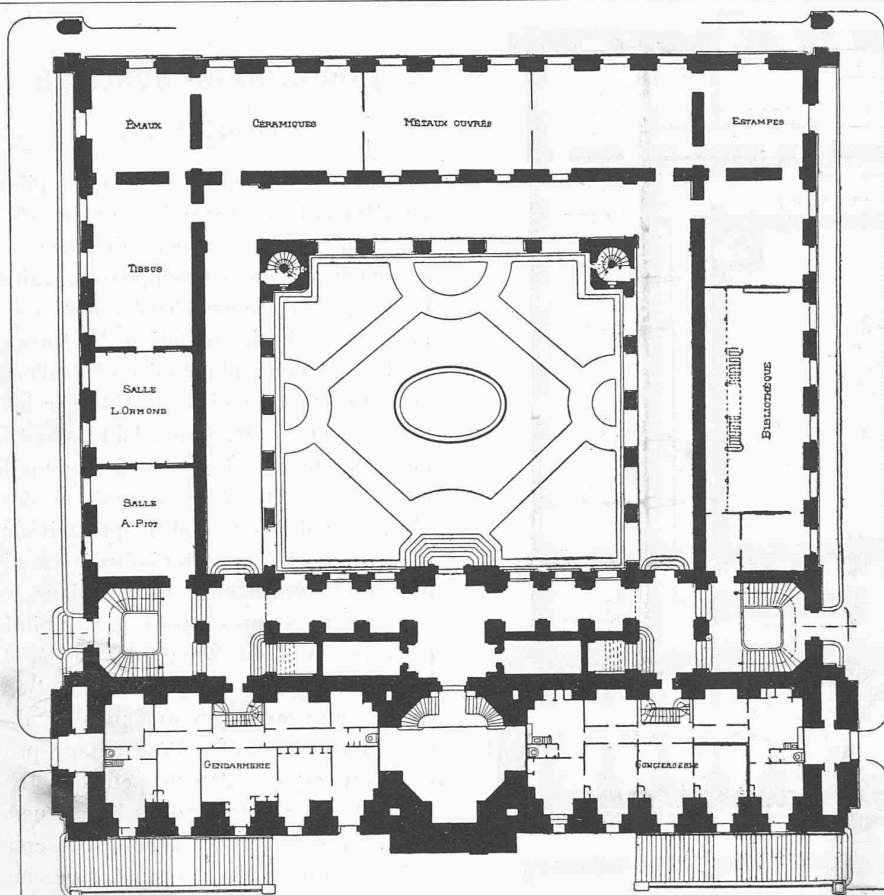 ÉMAUX
CÉRAMIQUES
MÉTAUX OUVRÉS
ESTAMPES
TISSUS
SALLE
L. ORMOND
SALLE
A. PIOT
BIBLIOTHÈQUE
GENDARMERIE
CONCIERGERIE